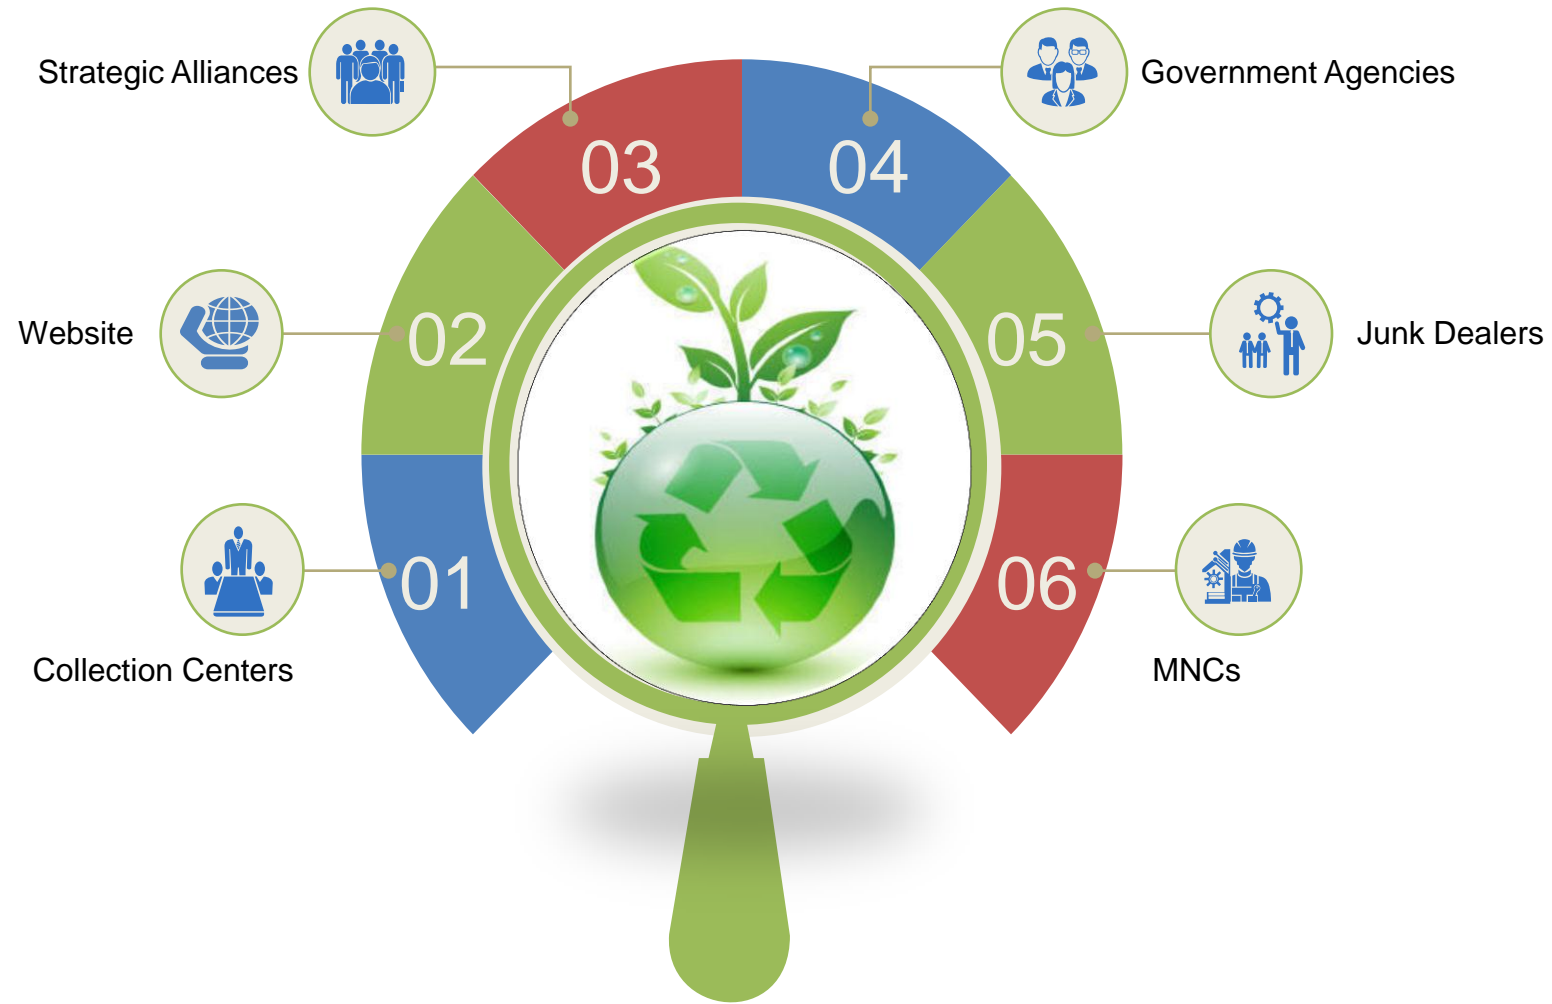 Strategic Alliances
Government Agencies
03
04
Website
02
05
Junk Dealers
01
06
Collection Centers
MNCs